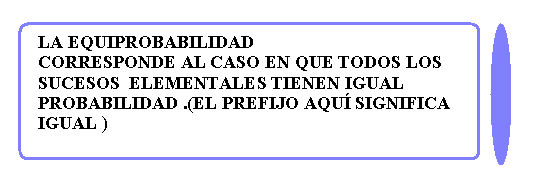 LA EQUIPROBABILIDAD
CORRESPONDE AL CASO EN QUE TODOS LOS
SUCESOS  ELEMENTALES TIENEN IGUAL
PROBABILIDAD .(EL PREFIJO AQUÍ SIGNIFICA
IGUAL )